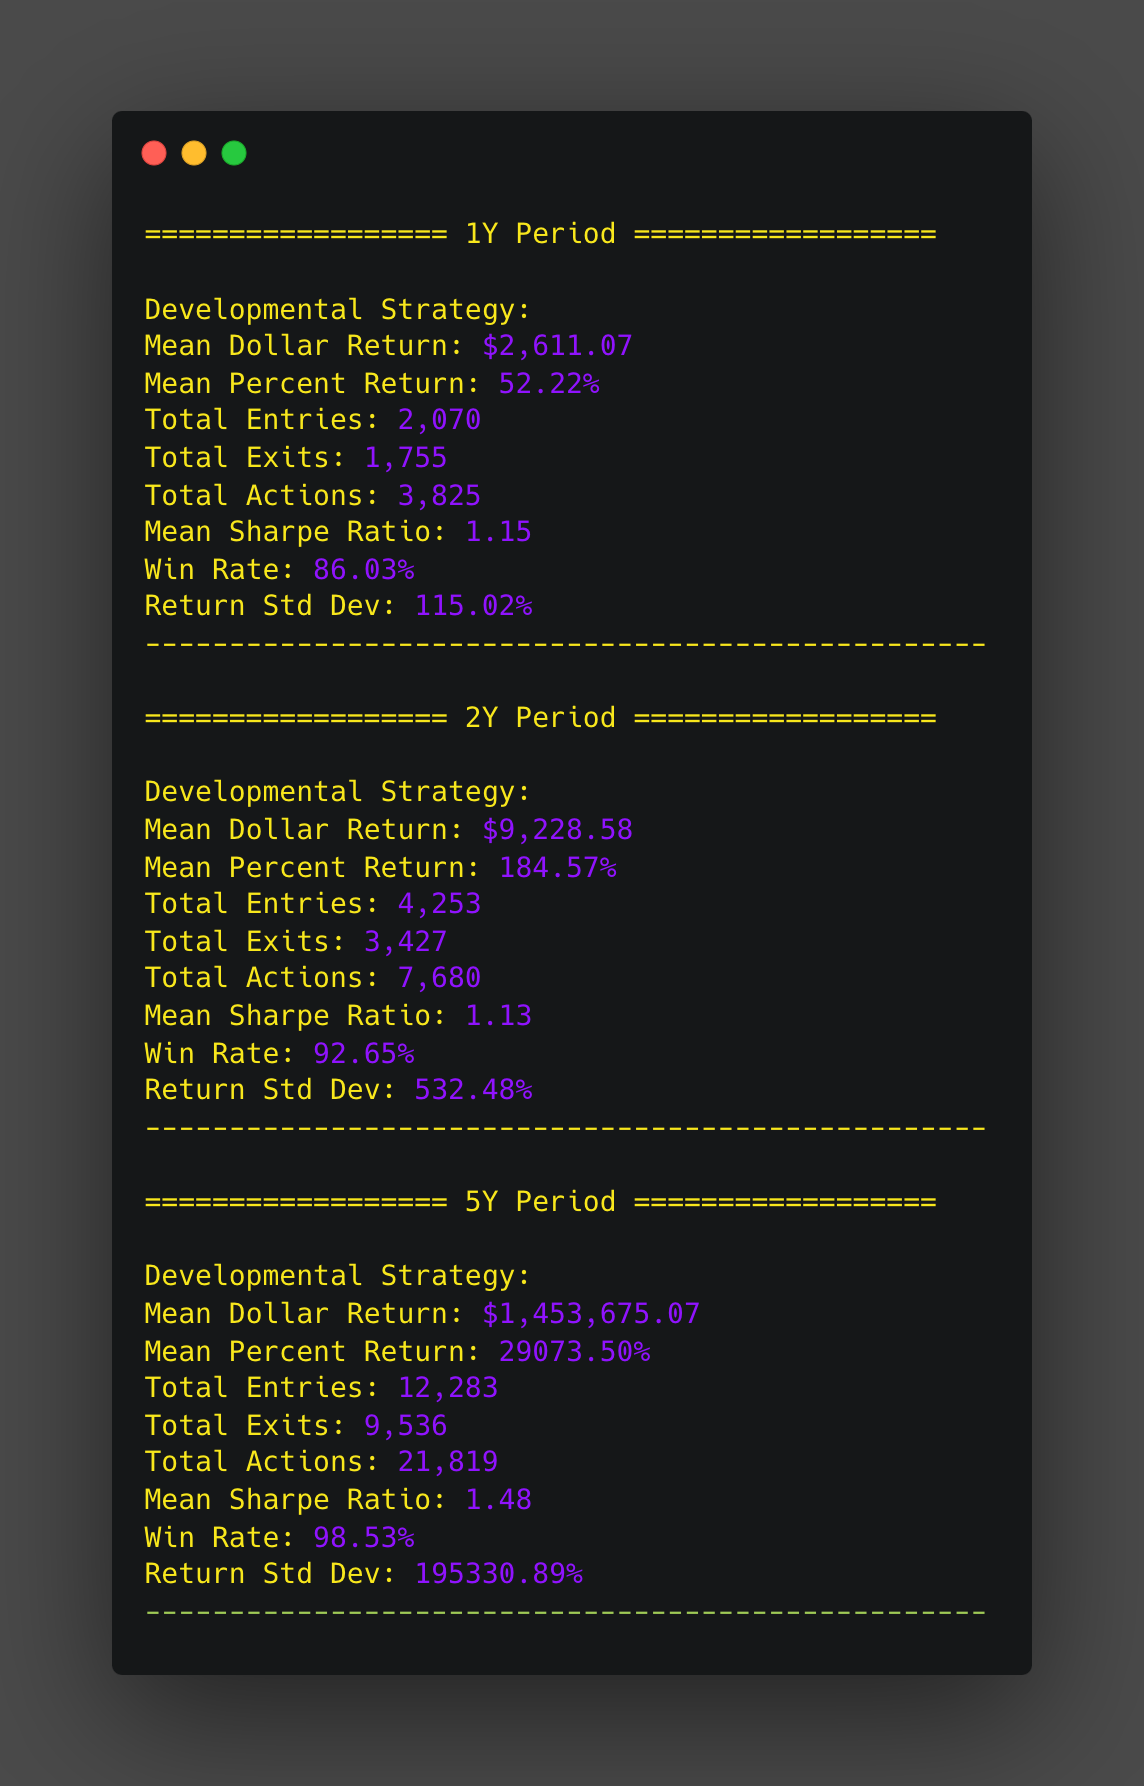 ================== 1Y Period ==================
Developmental Strategy:
Mean Dollar Return: $2,611.07
Mean Percent Return: 52.22%
Total Entries: 2,070
Total Exits: 1,755
Total Actions: 3,825
Mean Sharpe Ratio: 1.15
Win Rate: 86.03%
Return Std Dev: 115.02%
--------------------------------------------------
================== 2Y Period ==================
Developmental Strategy:
Mean Dollar Return: $9,228.58
Mean Percent Return: 184.57%
Total Entries: 4,253
Total Exits: 3,427
Total Actions: 7,680
Mean Sharpe Ratio: 1.13
Win Rate: 92.65%
Return Std Dev: 532.48%
--------------------------------------------------
================== 5Y Period ==================
Developmental Strategy:
Mean Dollar Return: $1,453,675.07
Mean Percent Return: 29073.50%
Total Entries: 12,283
Total Exits: 9,536
Total Actions: 21,819
Mean Sharpe Ratio: 1.48
Win Rate: 98.53%
Return Std Dev: 195330.89%
--------------------------------------------------